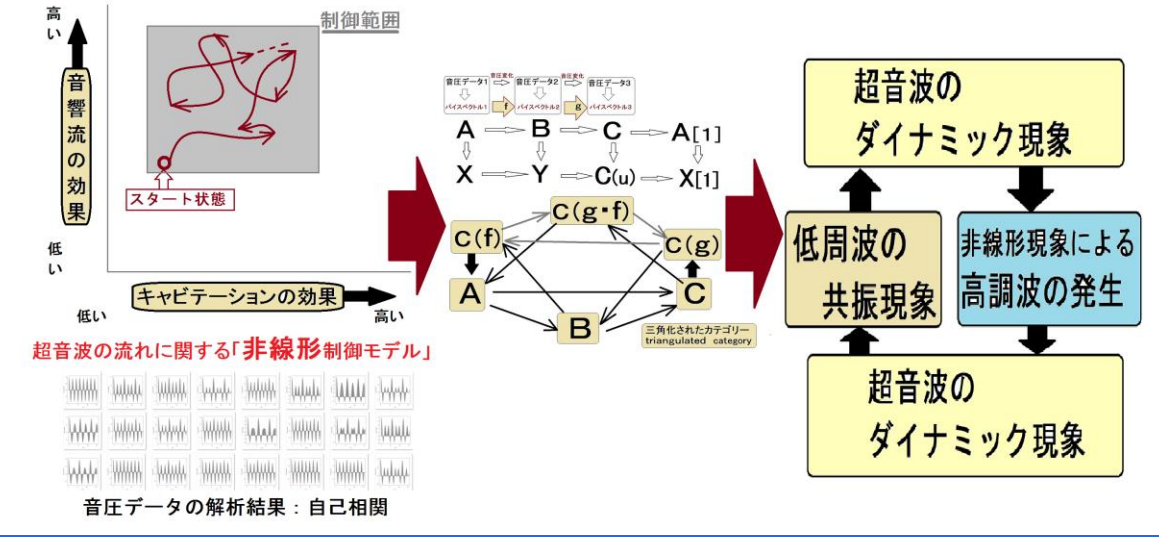 高い
音響流の効果
低い
制御範囲
スタート状態
キャビテーションの効果
低い
高い
超音波の流れに関する「非線形制御モデル」
音圧データの解析結果：自己相関
音圧変化
音圧変化
音圧データ1
音圧データ2
音圧データ3
バイスペクトル1
f
バイスペクトル2
g
バイスペクトル3
A
B
C
A[1]
X
Y
C(u)
X[1]
C(g・f)
C(f)
C(g)
A
C
B
三角化されたカテゴリー
triangulated category
超音波の
ダイナミック現象
低周波の
共振現象
非線形現象による
高調波の発生
超音波の
ダイナミック現象